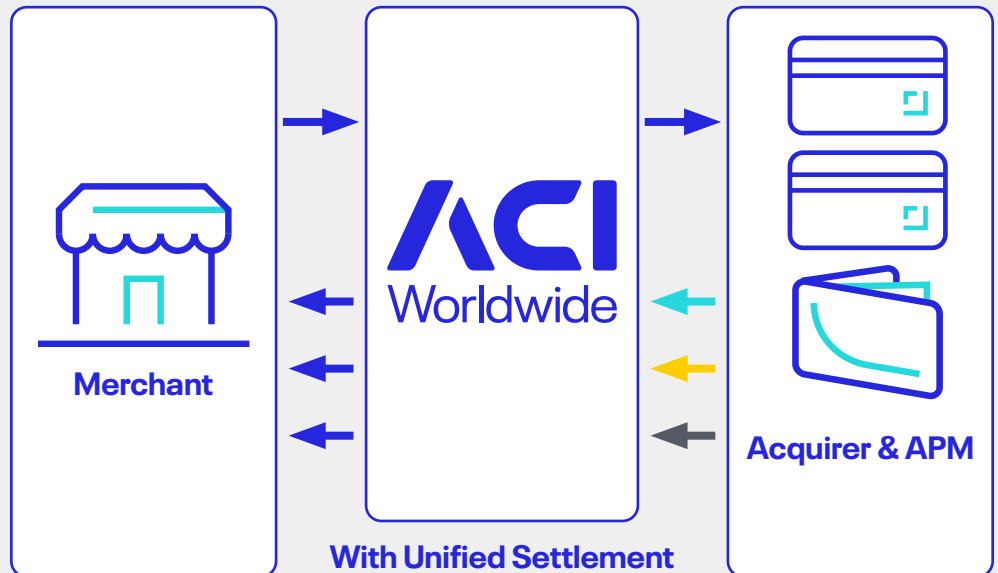 Merchant
ACI
Worldwide
Acquirer & APM
With Unified Settlement